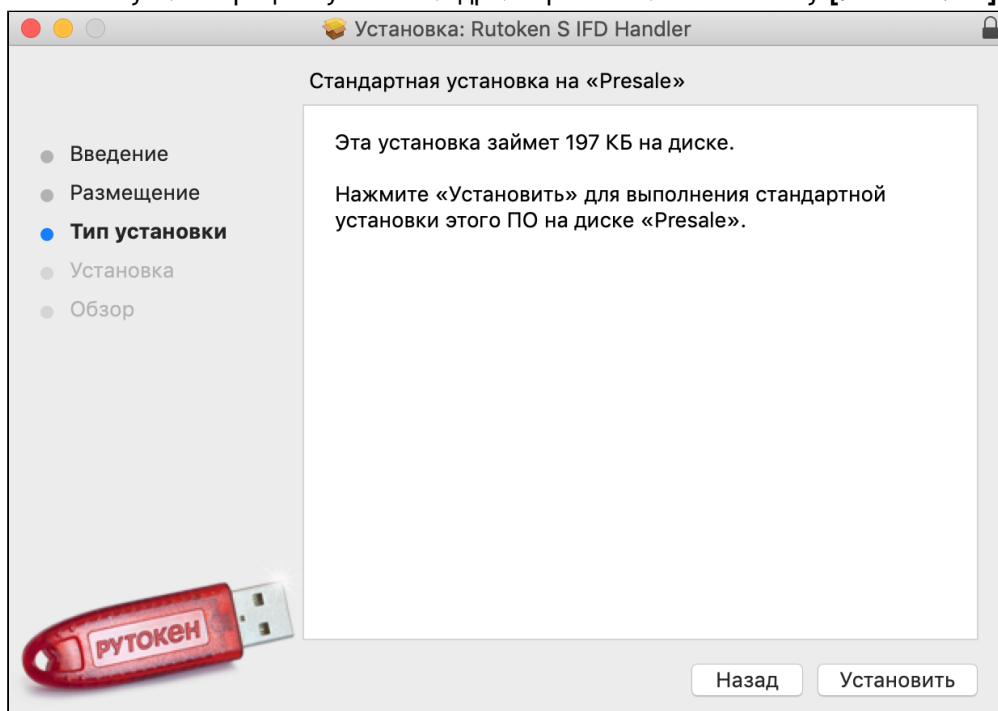 Установка: Rutoken S IFD Handler
Стандартная установка на «Presale»
Введение
Размещение
Тип установки
Установка
Обзор
Эта установка займет 197 КБ на диске.
Нажмите «Установить» для выполнения стандартной
установки этого ПО на диске «Presale».
РУТОКЕН
Назад
Установить